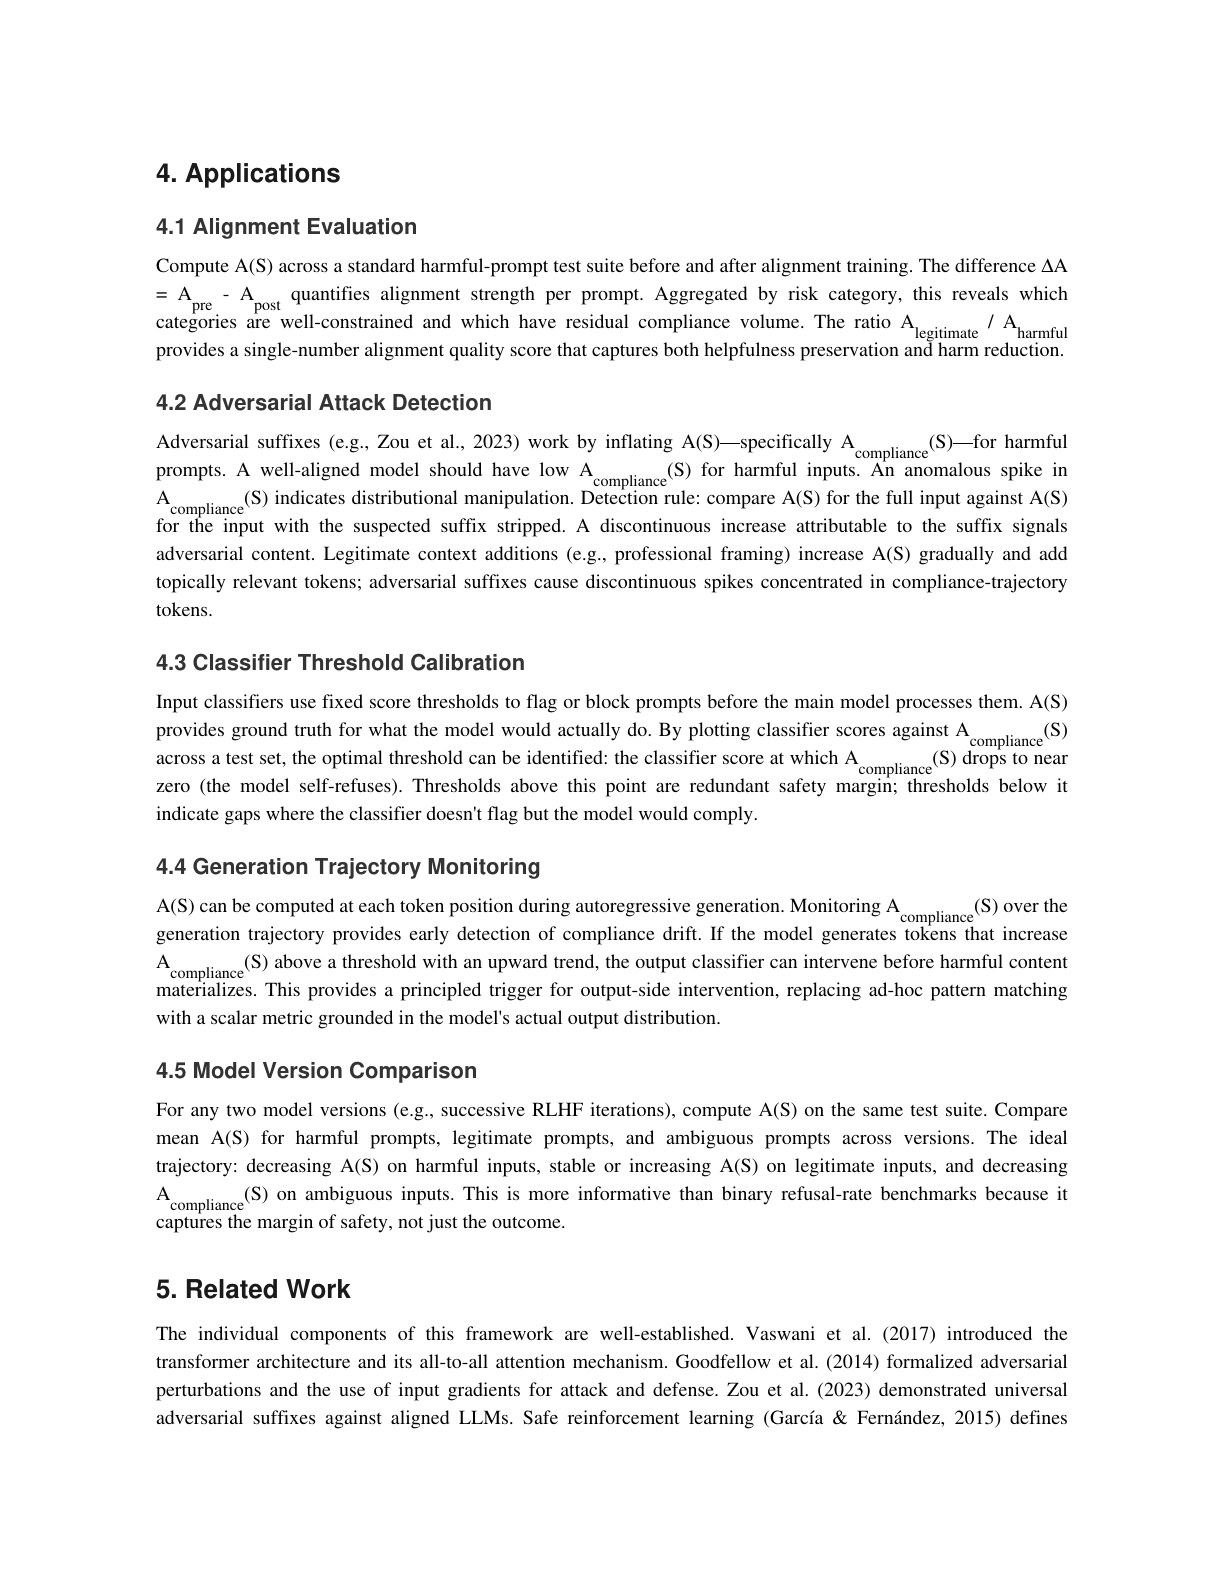 4. Applications
4.1 Alignment Evaluation
Compute A(S) across a standard harmful-prompt test suite before and after alignment training. The difference ΔA
= A_pre - A_post quantifies alignment strength per prompt. Aggregated by risk category, this reveals which
categories are well-constrained and which have residual compliance volume. The ratio A_legitimate / A_harmful
provides a single-number alignment quality score that captures both helpfulness preservation and harm reduction.
4.2 Adversarial Attack Detection
Adversarial suffixes (e.g., Zou et al., 2023) work by inflating A(S)—specifically A_compliance(S)—for harmful
prompts. A well-aligned model should have low A_compliance(S) for harmful inputs. An anomalous spike in
A_compliance(S) indicates distributional manipulation. Detection rule: compare A(S) for the full input against A(S)
for the input with the suspected suffix stripped. A discontinuous increase attributable to the suffix signals
adversarial content. Legitimate context additions (e.g., professional framing) increase A(S) gradually and add
topically relevant tokens; adversarial suffixes cause discontinuous spikes concentrated in compliance-trajectory
tokens.
4.3 Classifier Threshold Calibration
Input classifiers use fixed score thresholds to flag or block prompts before the main model processes them. A(S)
provides ground truth for what the model would actually do. By plotting classifier scores against A_compliance(S)
across a test set, the optimal threshold can be identified: the classifier score at which A_compliance(S) drops to near
zero (the model self-refuses). Thresholds above this point are redundant safety margin; thresholds below it
indicate gaps where the classifier doesn't flag but the model would comply.
4.4 Generation Trajectory Monitoring
A(S) can be computed at each token position during autoregressive generation. Monitoring A_compliance(S) over the
generation trajectory provides early detection of compliance drift. If the model generates tokens that increase
A_compliance(S) above a threshold with an upward trend, the output classifier can intervene before harmful content
materializes. This provides a principled trigger for output-side intervention, replacing ad-hoc pattern matching
with a scalar metric grounded in the model's actual output distribution.
4.5 Model Version Comparison
For any two model versions (e.g., successive RLHF iterations), compute A(S) on the same test suite. Compare
mean A(S) for harmful prompts, legitimate prompts, and ambiguous prompts across versions. The ideal
trajectory: decreasing A(S) on harmful inputs, stable or increasing A(S) on legitimate inputs, and decreasing
A_compliance(S) on ambiguous inputs. This is more informative than binary refusal-rate benchmarks because it
captures the margin of safety, not just the outcome.
5. Related Work
The individual components of this framework are well-established. Vaswani et al. (2017) introduced the
transformer architecture and its all-to-all attention mechanism. Goodfellow et al. (2014) formalized adversarial
perturbations and the use of input gradients for attack and defense. Zou et al. (2023) demonstrated universal
adversarial suffixes against aligned LLMs. Safe reinforcement learning (García & Fernández, 2015) defines